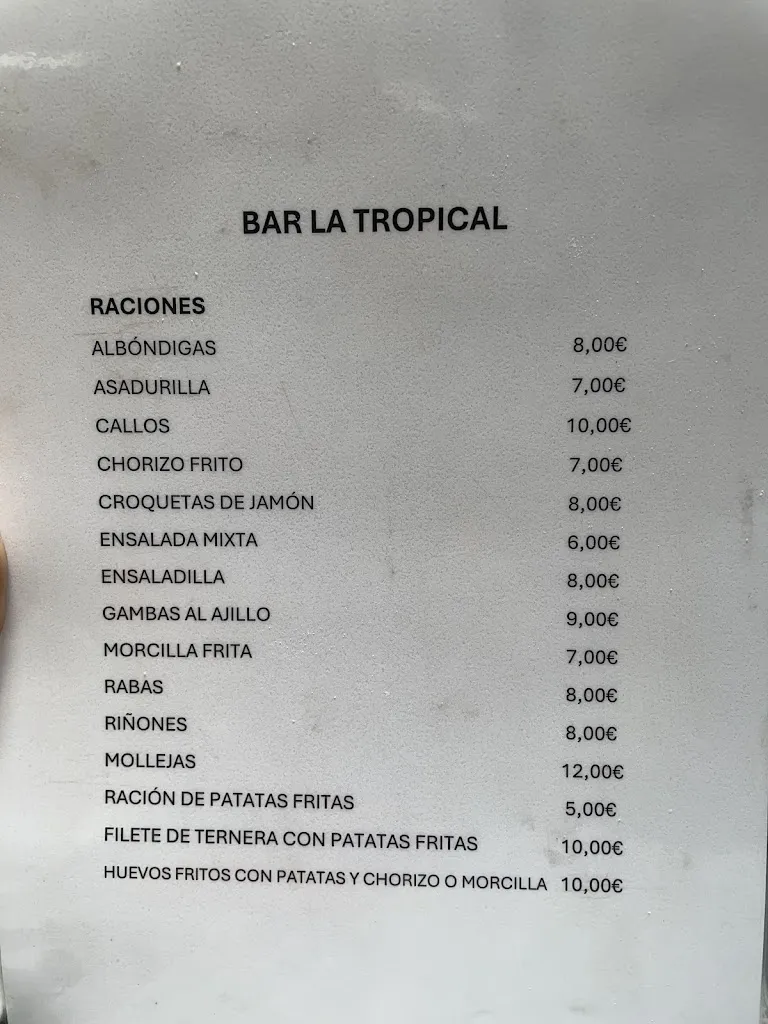 BAR LA TROPICAL
RACIONES
ALBÓNDIGAS 8,00€
ASADURILLA 7,00€
CALLOS 10,00€
CHORIZO FRITO 7,00€
CROQUETAS DE JAMÓN 8,00€
ENSALADA MIXTA 6,00€
ENSALADILLA 8,00€
GAMBAS AL AJILLO 9,00€
MORCILLA FRITA 7,00€
RABAS 8,00€
RIÑONES 8,00€
MOLLEJAS 12,00€
RACIÓN DE PATATAS FRITAS 5,00€
FILETE DE TERNERA CON PATATAS FRITAS 10,00€
HUEVOS FRITOS CON PATATAS Y CHORIZO O MORCILLA 10,00€